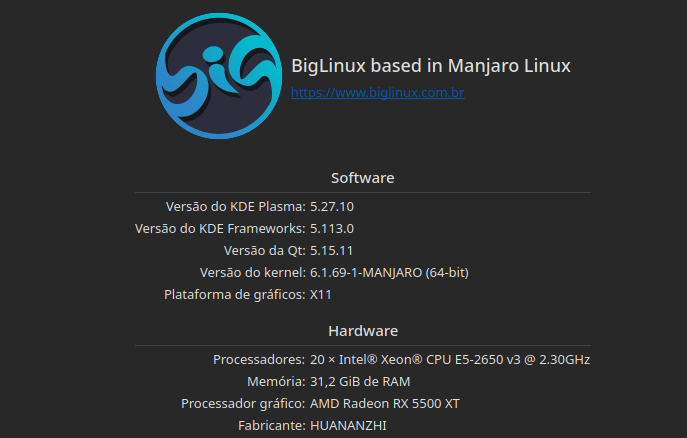 BigLinux based in Manjaro Linux
https://www.biglinux.com.br
Software
Versão do KDE Plasma: 5.27.10
Versão do KDE Frameworks: 5.113.0
Versão da Qt: 5.15.11
Versão do kernel: 6.1.69-1-MANJARO (64-bit)
Plataforma de gráficos: X11
Hardware
Processadores: 20 × Intel® Xeon® CPU E5-2650 v3 @ 2.30GHz
Memória: 31,2 GiB de RAM
Processador gráfico: AMD Radeon RX 5500 XT
Fabricante: HUANANZHI